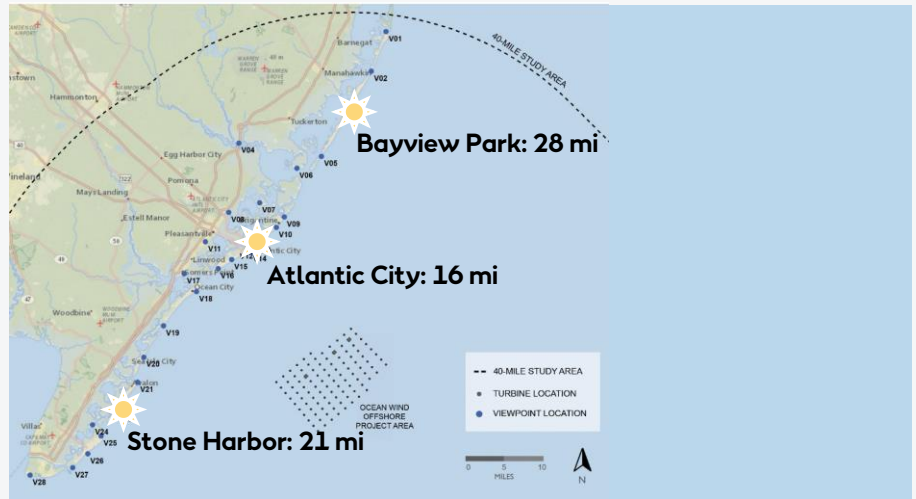 V01
Barnegat
40-MILE STUDY AREA
V02
Manahawkin
Hammonton
Tuckerton
Bayview Park: 28 mi
V04
V05
Egg Harbor City
V06
Pomona
Mays Landing
V07
Estell Manor
V09
Pleasantville
V10
V11
Atlantic City: 16 mi
Linwood
V15
V16
V17
Ocean City
V18
Woodbine
V19
V20
V21
OCEAN WIND
OFFSHORE
PROJECT AREA
40-MILE STUDY AREA
TURBINE LOCATION
VIEWPOINT LOCATION
Stone Harbor: 21 mi
V24
V25
V26
V27
V28
0 5 10
MILES
N